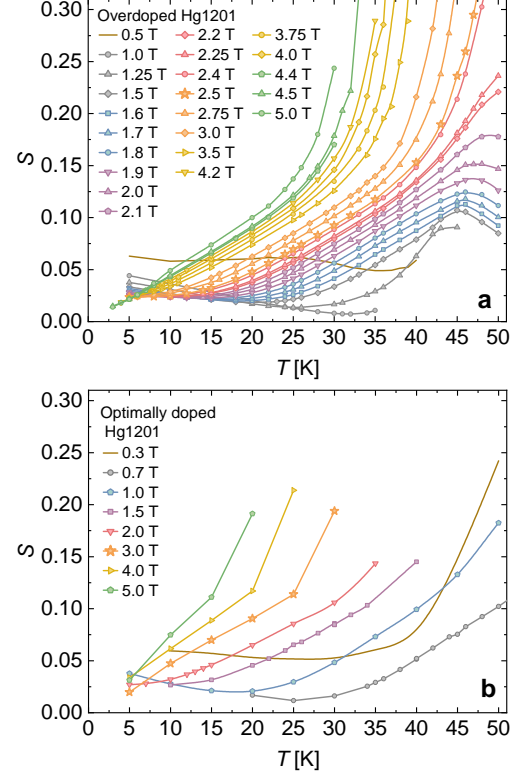 0.30
Overdoped Hg1201
0.5 T 2.2 T 3.75 T
1.0 T 2.25 T 4.0 T
1.25 T 2.4 T 4.4 T
1.5 T 2.5 T 4.5 T
1.6 T 2.75 T 5.0 T
1.7 T 3.0 T
1.8 T 3.5 T
1.9 T 4.2 T
2.0 T
2.1 T
0.25
0.20
0.15
0.10
0.05
0.00
S
a
0 5 10 15 20 25 30 35 40 45 50
T [K]
0.30
Optimally doped
Hg1201
0.3 T
0.7 T
1.0 T
1.5 T
2.0 T
3.0 T
4.0 T
5.0 T
0.25
0.20
0.15
0.10
0.05
0.00
S
b
0 5 10 15 20 25 30 35 40 45 50
T [K]